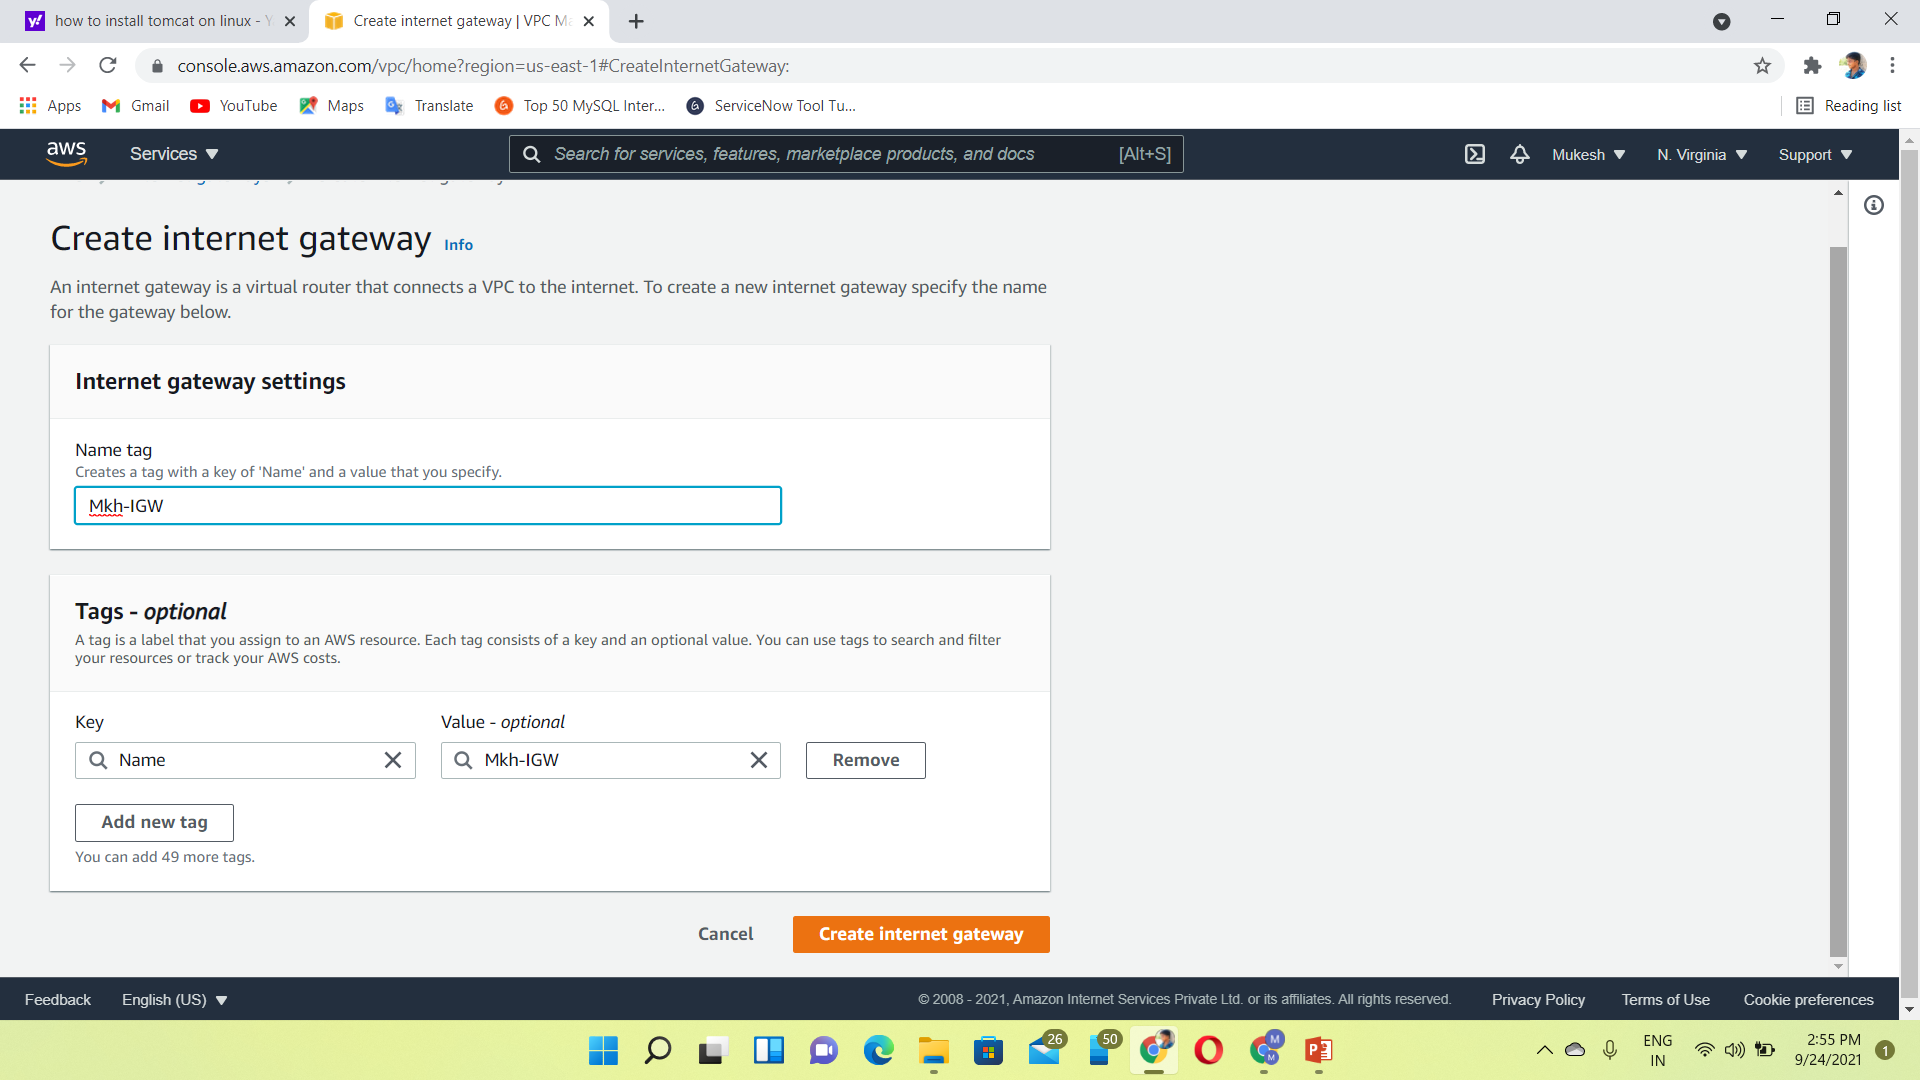 how to install tomcat on linux - Y
Create internet gateway | VPC Ma
console.aws.amazon.com/vpc/home?region=us-east-1#CreateInternetGateway:
Apps
Gmail
YouTube
Maps
Translate
Top 50 MySQL Inter...
ServiceNow Tool Tu...
Reading list
aws
Services
Search for services, features, marketplace products, and docs
[Alt+S]
Mukesh
N. Virginia
Support
Create internet gateway Info
An internet gateway is a virtual router that connects a VPC to the internet. To create a new internet gateway specify the name
for the gateway below.
Internet gateway settings
Name tag
Creates a tag with a key of 'Name' and a value that you specify.
Mkh-IGW
Tags - optional
A tag is a label that you assign to an AWS resource. Each tag consists of a key and an optional value. You can use tags to search and filter
your resources or track your AWS costs.
Key
Value - optional
Name
Mkh-IGW
Remove
Add new tag
You can add 49 more tags.
Cancel
Create internet gateway
Feedback
English (US)
© 2008 - 2021, Amazon Internet Services Private Ltd. or its affiliates. All rights reserved.
Privacy Policy
Terms of Use
Cookie preferences
26
50
M
M
ENG
IN
2:55 PM
9/24/2021
1